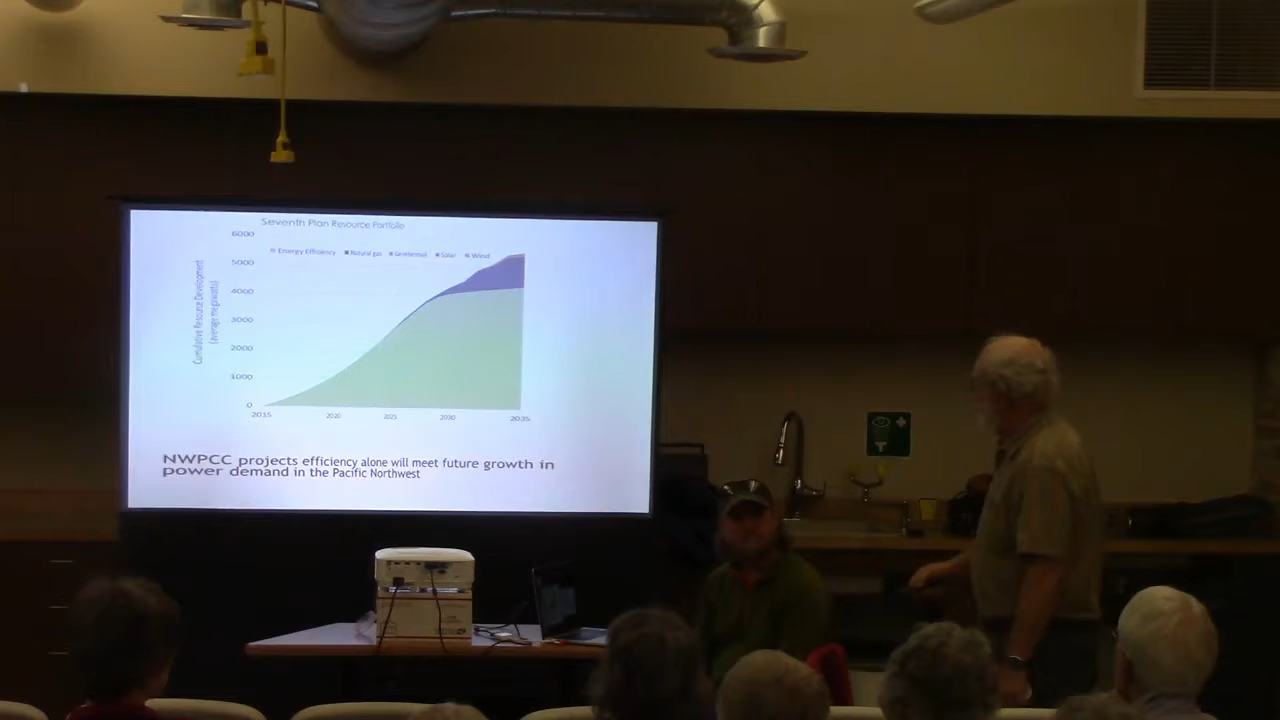 Seventh Plan Resource Portfolio
6000
Energy Efficiency Natural gas Geothermal Solar Wind
5000
4000
3000
2000
1000
0
2015 2020 2025 2030 2035
Cumulative Resource Development
(average megawatts)
NWPCC projects efficiency alone will meet future growth in
power demand in the Pacific Northwest